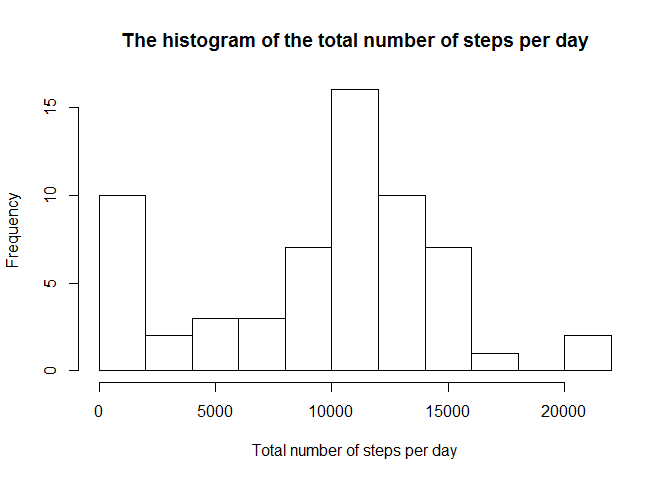 The histogram of the total number of steps per day
Frequency
15
10
5
0
0 5000 10000 15000 20000
Total number of steps per day